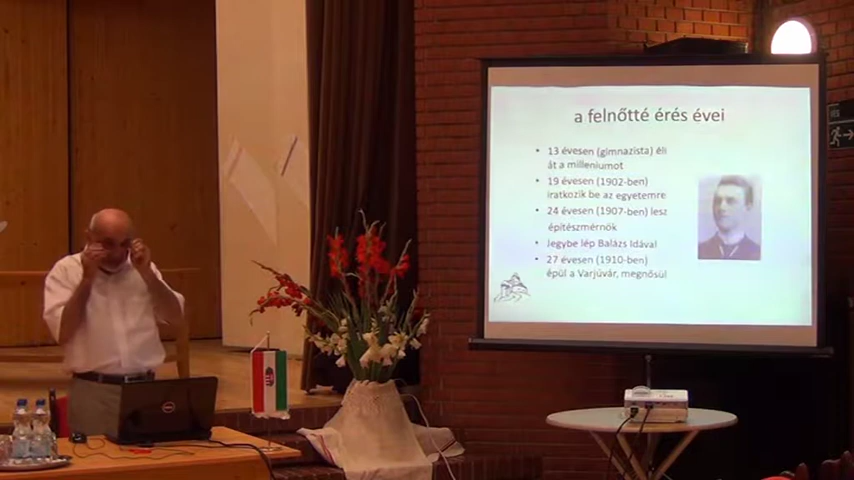 a felnőtté érés évei
• 13 évesen (gimnazista) éli
át a milleniumot
• 19 évesen (1902-ben)
iratkozik be az egyetemre
• 24 évesen (1907-ben) lesz
építészmérnök
• Jegybe lép Balázs Idával
• 27 évesen (1910-ben)
épül a Varjúvár, megnősül
DELL